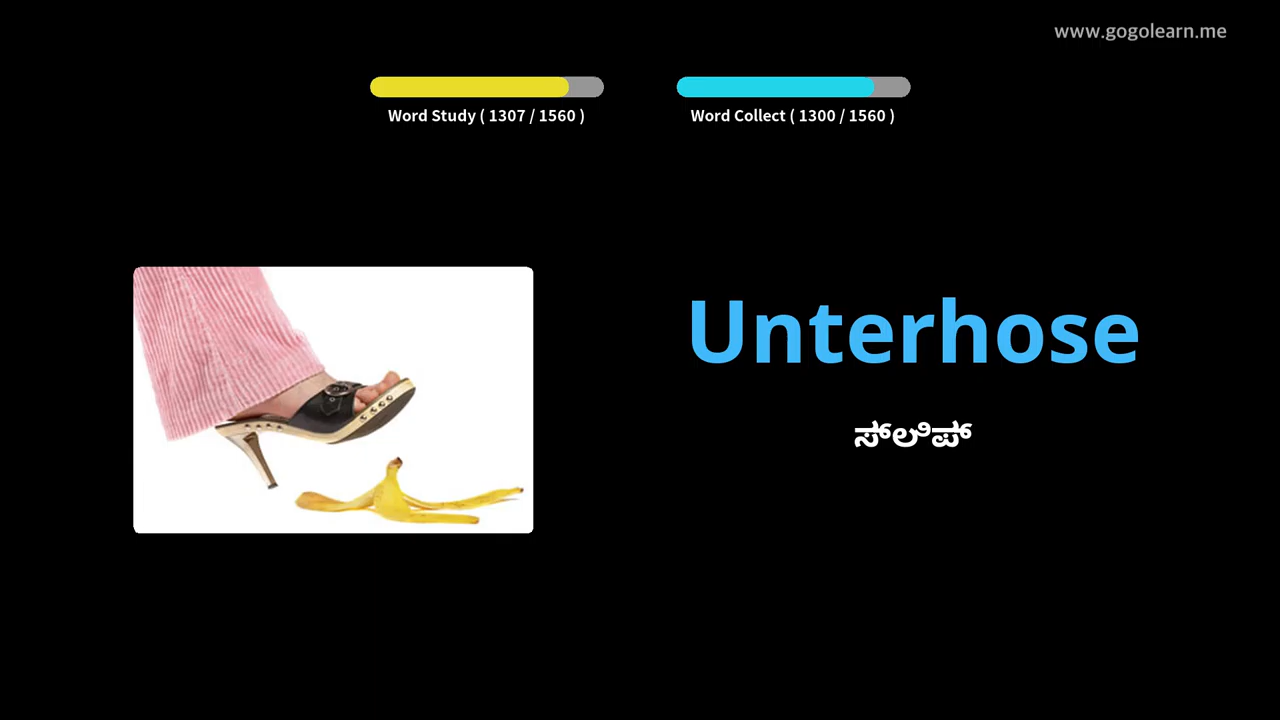 www.gogolearn.me
Word Study ( 1307 / 1560 )
Word Collect ( 1300 / 1560 )
Unterhose
ಸ್ಲಿಪ್